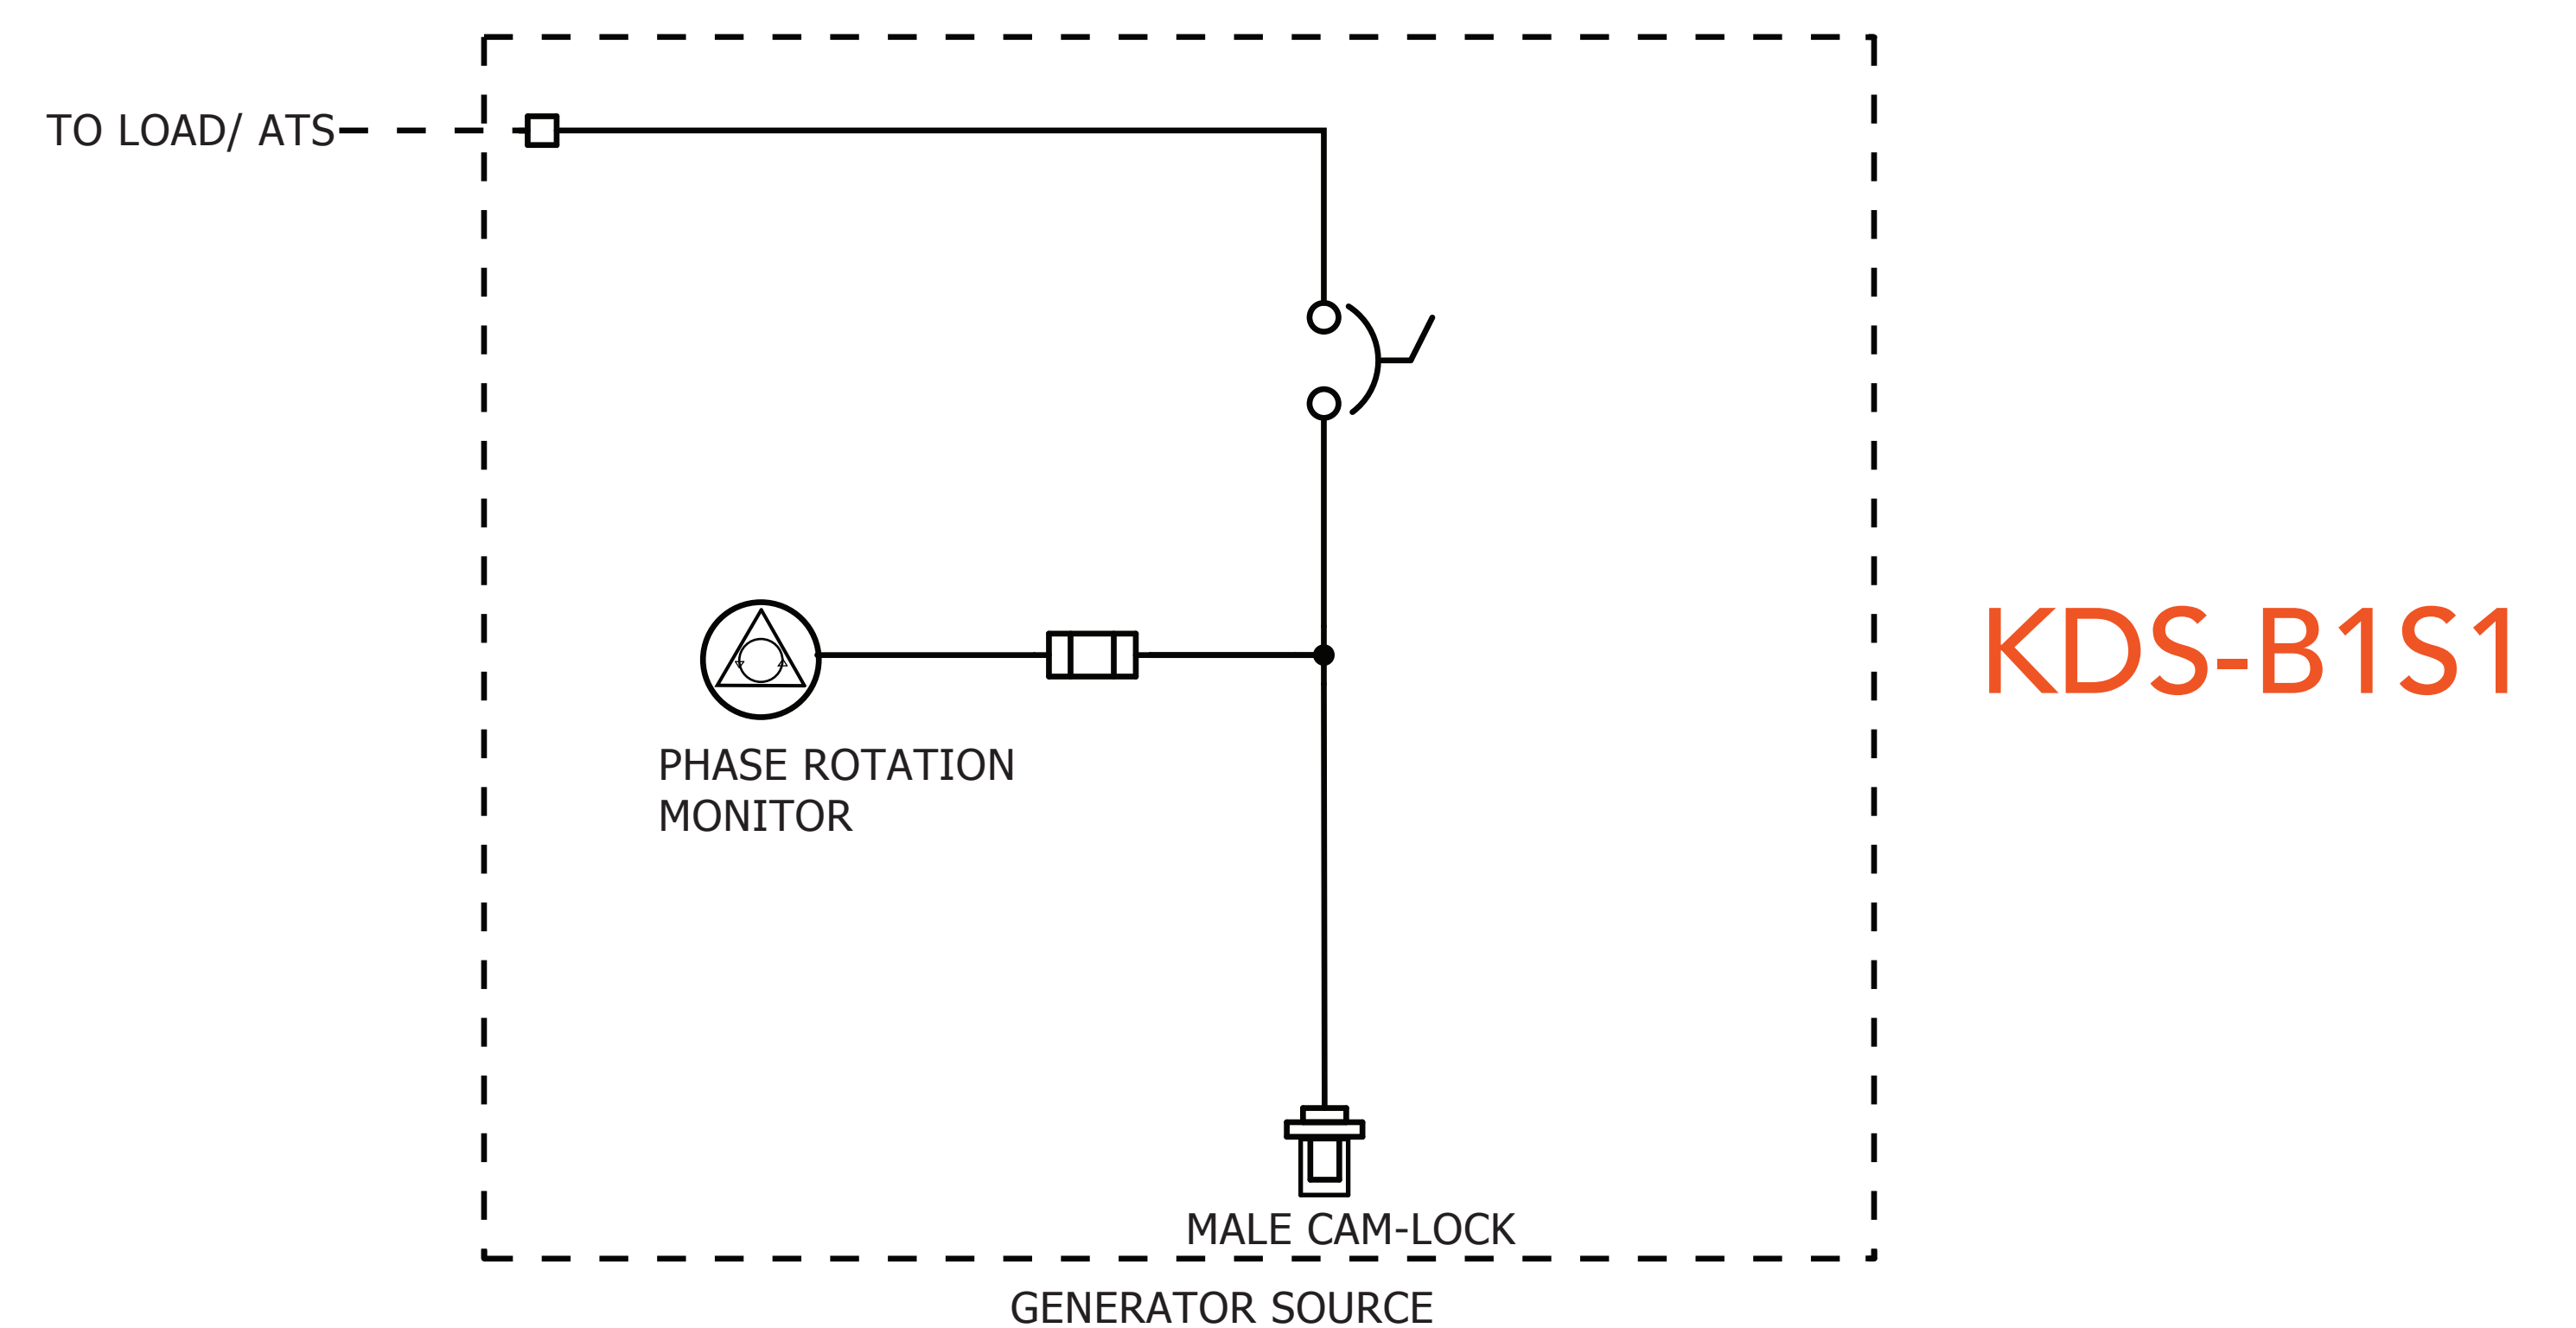 TO LOAD/ ATS
KDS-B1S1
PHASE ROTATION
MONITOR
MALE CAM-LOCK
GENERATOR SOURCE